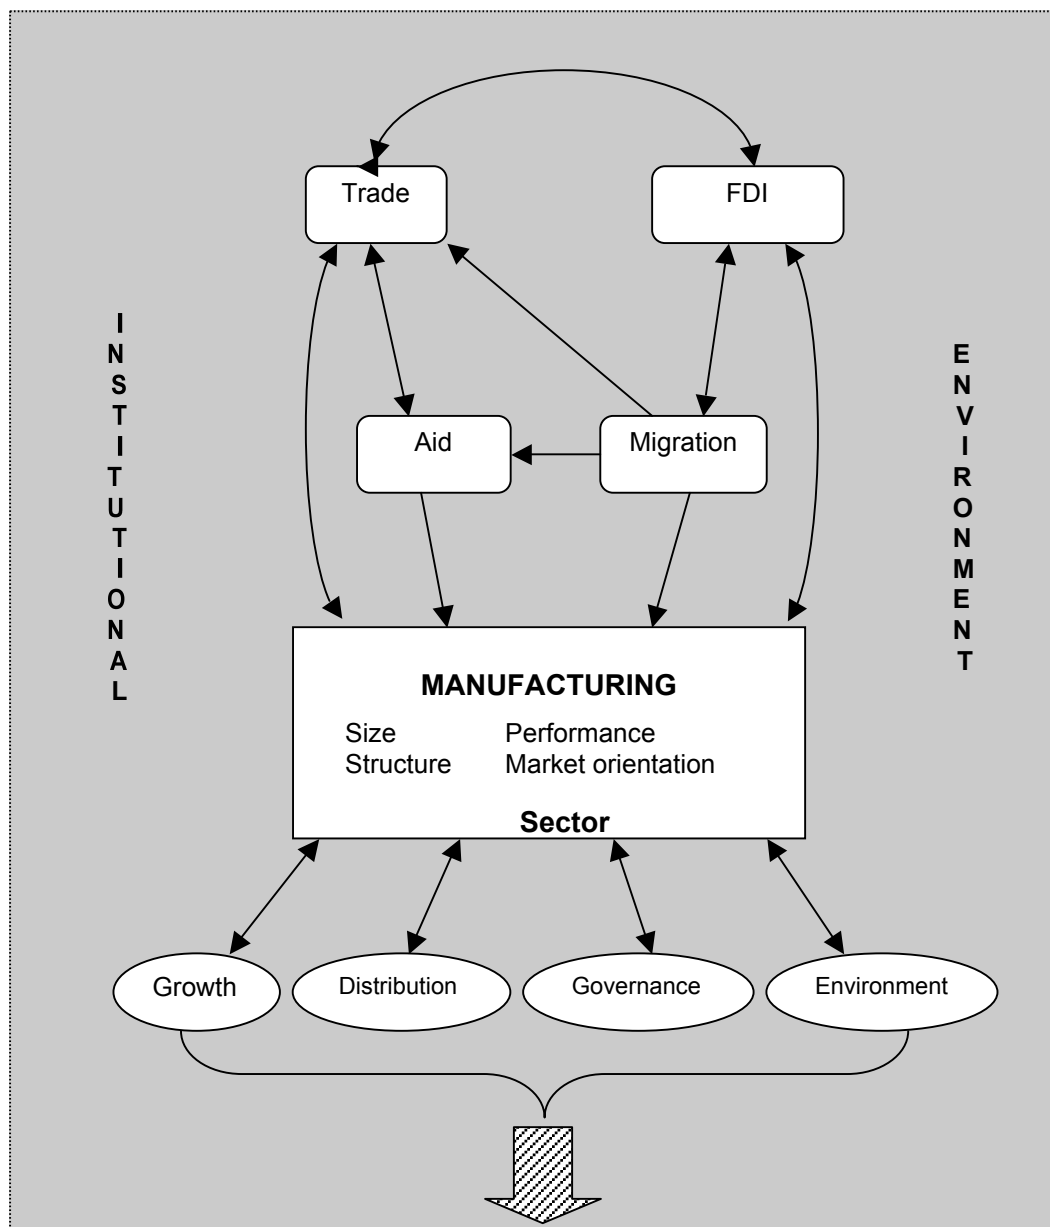 Trade
FDI
INSTITUTIONAL
ENVIRONMENT
Aid
Migration
MANUFACTURING
Size Performance
Structure Market orientation
Sector
Growth
Distribution
Governance
Environment